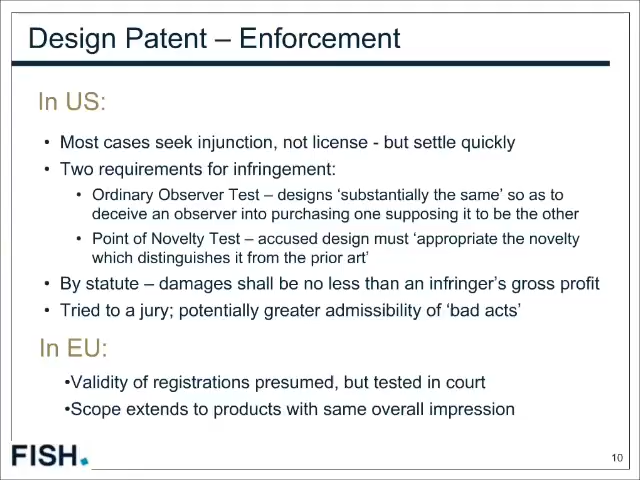 Design Patent – Enforcement
In US:
• Most cases seek injunction, not license - but settle quickly
• Two requirements for infringement:
• Ordinary Observer Test – designs ‘substantially the same’ so as to
deceive an observer into purchasing one supposing it to be the other
• Point of Novelty Test – accused design must ‘appropriate the novelty
which distinguishes it from the prior art’
• By statute – damages shall be no less than an infringer’s gross profit
• Tried to a jury; potentially greater admissibility of ‘bad acts’
In EU:
•Validity of registrations presumed, but tested in court
•Scope extends to products with same overall impression
FISH.
10